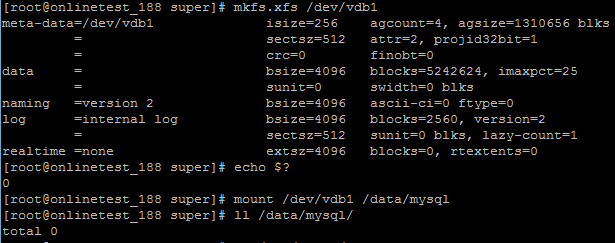 [root@onlinetest_188 super]# mkfs.xfs /dev/vdb1
meta-data=/dev/vdb1 isize=256 agcount=4, agsize=1310656 blks
= sectsz=512 attr=2, projid32bit=1
= crc=0 finobt=0
data = bsize=4096 blocks=5242624, imaxpct=25
= sunit=0 swidth=0 blks
naming =version 2 bsize=4096 ascii-ci=0 ftype=0
log =internal log bsize=4096 blocks=2560, version=2
= sectsz=512 sunit=0 blks, lazy-count=1
realtime =none extsz=4096 blocks=0, rtextents=0
[root@onlinetest_188 super]# echo $?
0
[root@onlinetest_188 super]# mount /dev/vdb1 /data/mysql
[root@onlinetest_188 super]# ll /data/mysql/
total 0